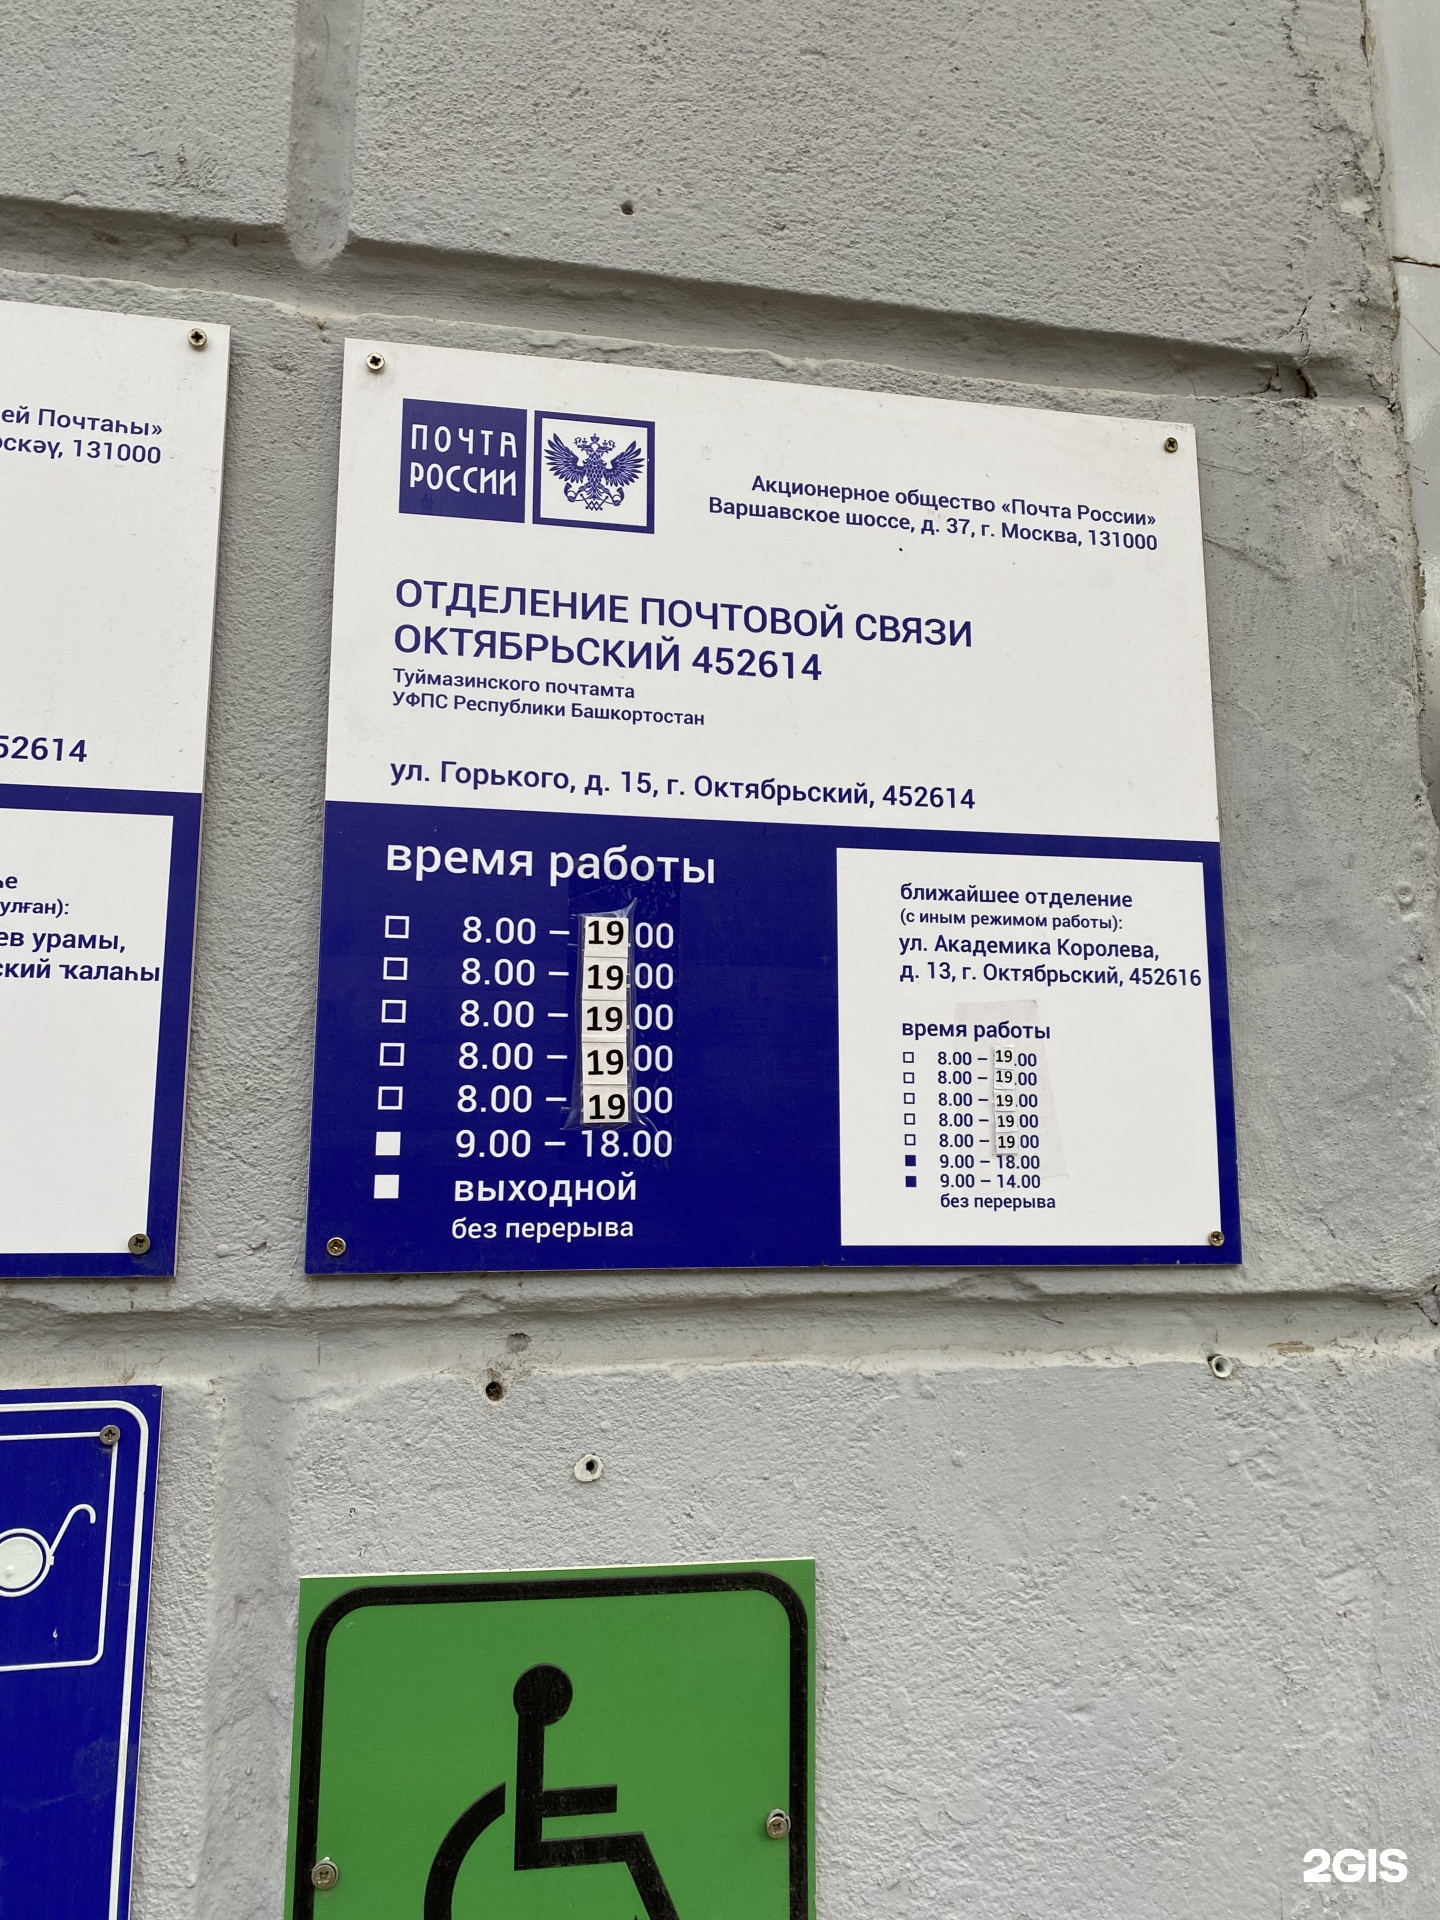 ей Почтаһы»
әскәү, 131000
52614
улған):
ев урамы,
ский ҡалаһы
ПОЧТА
РОССИИ
Акционерное общество «Почта России»
Варшавское шоссе, д. 37, г. Москва, 131000
ОТДЕЛЕНИЕ ПОЧТОВОЙ СВЯЗИ
ОКТЯБРЬСКИЙ 452614
Туймазинского почтамта
УФПС Республики Башкортостан
ул. Горького, д. 15, г. Октябрьский, 452614
время работы
8.00 – 19.00
8.00 – 19.00
8.00 – 19.00
8.00 – 19.00
8.00 – 19.00
9.00 – 18.00
выходной
без перерыва
ближайшее отделение
(с иным режимом работы):
ул. Академика Королева,
д. 13, г. Октябрьский, 452616
время работы
8.00 – 19.00
8.00 – 19.00
8.00 – 19.00
8.00 – 19.00
8.00 – 19.00
9.00 – 18.00
9.00 – 14.00
без перерыва
2GIS